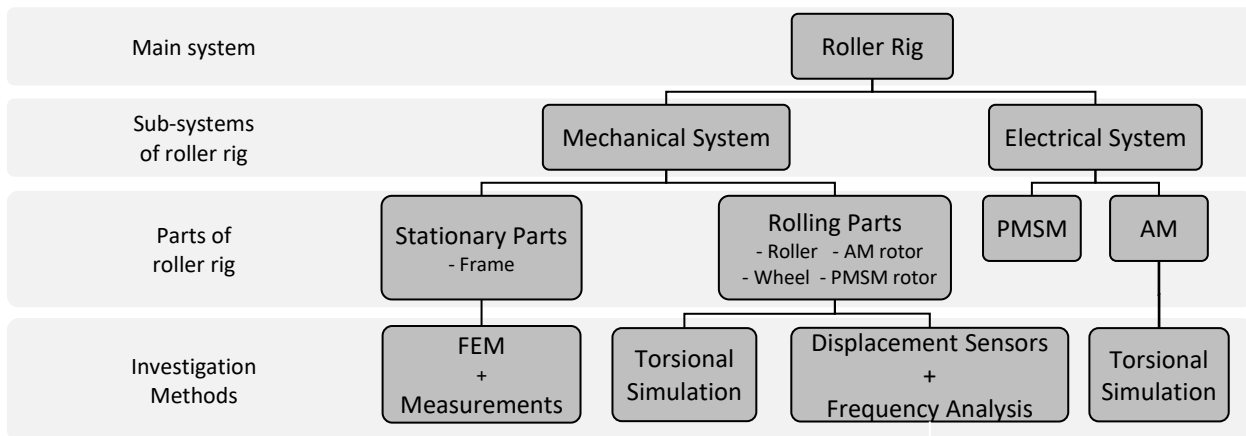 Main system
Roller Rig
Sub-systems
of roller rig
Mechanical System
Electrical System
Parts of
roller rig
Stationary Parts
- Frame
Rolling Parts
- Roller - AM rotor
- Wheel - PMSM rotor
PMSM
AM
Investigation
Methods
FEM
+
Measurements
Torsional
Simulation
Displacement Sensors
+
Frequency Analysis
Torsional
Simulation